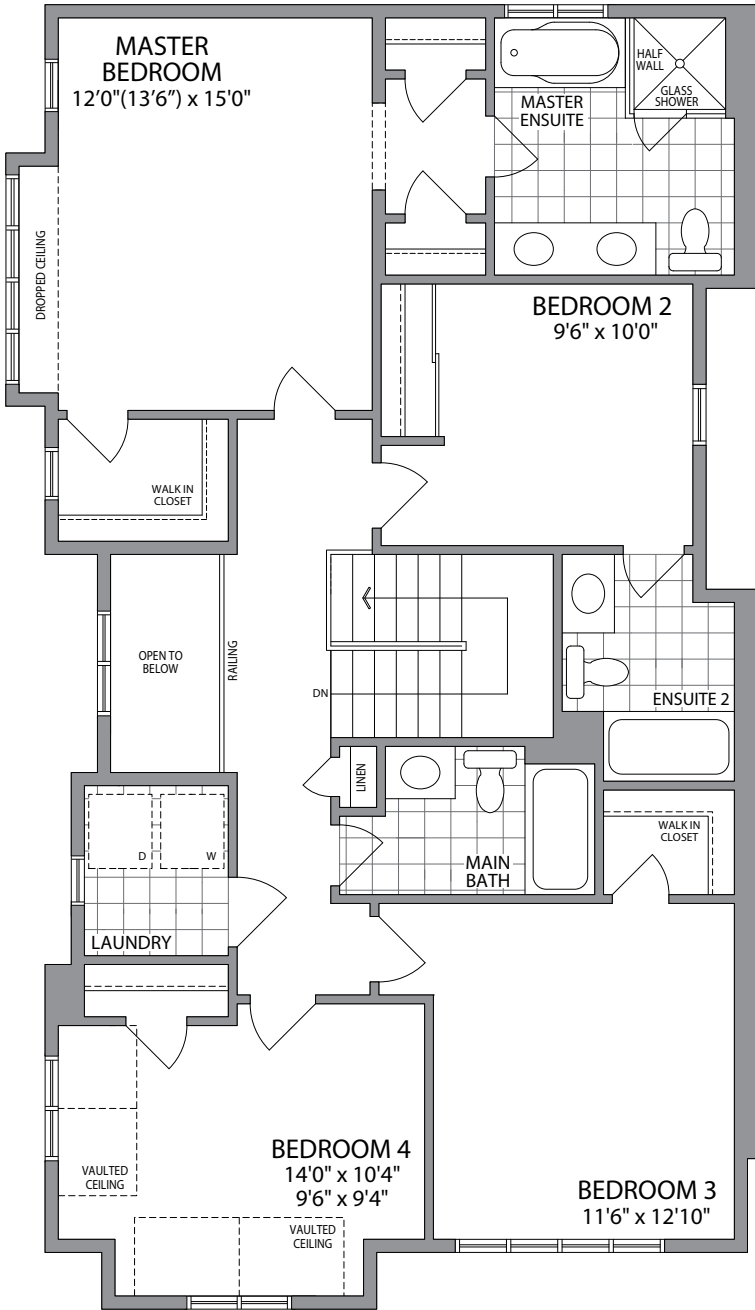 MASTER
BEDROOM
12'0"(13'6") x 15'0"
HALF
WALL
GLASS
SHOWER
MASTER
ENSUITE
DROPPED CEILING
BEDROOM 2
9'6" x 10'0"
WALK IN
CLOSET
OPEN TO
BELOW
RAILING
DN
ENSUITE 2
LINEN
D
W
LAUNDRY
MAIN
BATH
WALK IN
CLOSET
BEDROOM 4
14'0" x 10'4"
9'6" x 9'4"
VAULTED
CEILING
VAULTED
CEILING
BEDROOM 3
11'6" x 12'10"